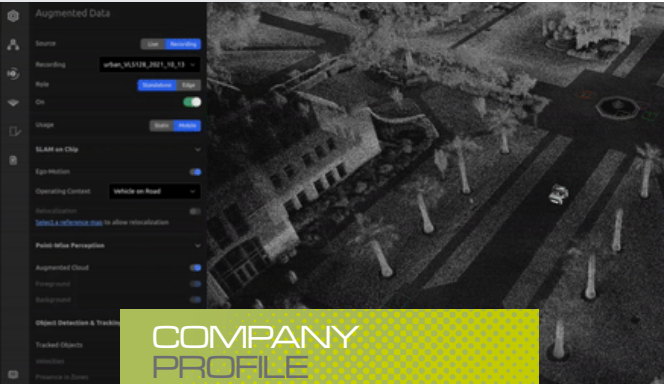 Augmented Data
Source
Live Recording
Recording
urban_VLS128_2021_10_13
Role
Standalone Edge
On
Usage
Static Mobile
SLAM on Chip
Ego-Motion
Operating Context
Vehicle on Road
Relocalization
Select a reference map to allow relocalization
Point-Wise Perception
Augmented Cloud
Foreground
Background
Object Detection & Tracking
Tracked Objects
Velocities
Presence in Zones
COMPANY
PROFILE